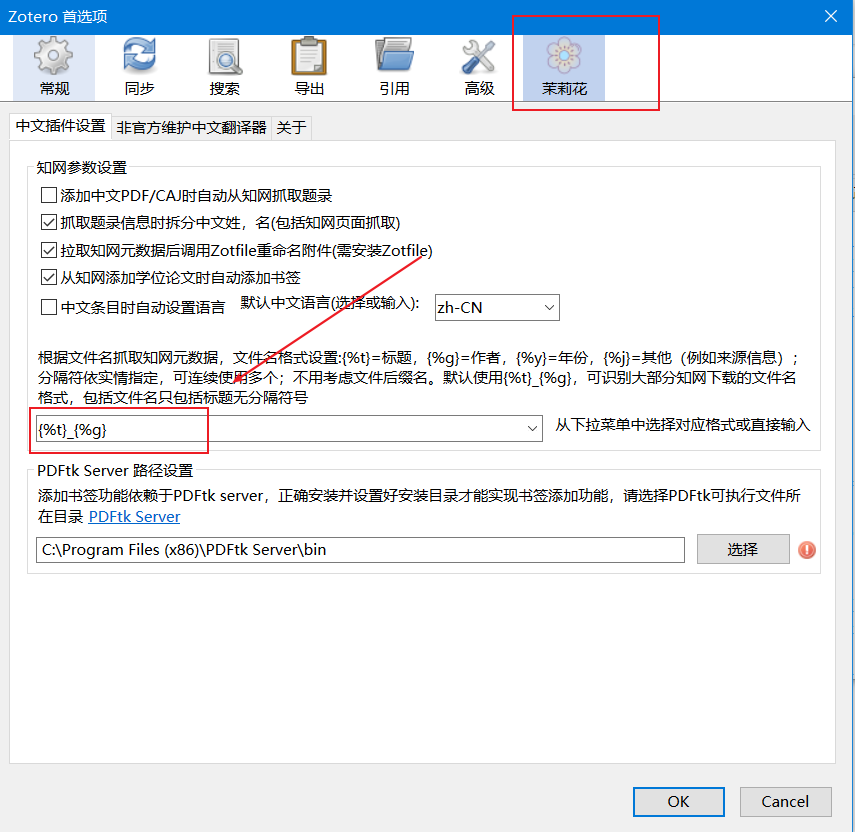 Zotero 首选项
常规 同步 搜索 导出 引用 高级 茉莉花
中文插件设置 非官方维护中文翻译器 关于
知网参数设置
添加中文PDF/CAJ时自动从知网抓取题录
抓取题录信息时拆分中文姓，名(包括知网页面抓取)
拉取知网元数据后调用Zotfile重命名附件(需安装Zotfile)
从知网添加学位论文时自动添加书签
中文条目时自动设置语言 默认中文语言(选择或输入): zh-CN
根据文件名抓取知网元数据，文件名格式设置:{%t}=标题，{%g}=作者，{%y}=年份，{%j}=其他（例如来源信息）;
分隔符依实情指定，可连续使用多个；不用考虑文件后缀名。默认使用{%t}_{%g}，可识别大部分知网下载的文件名
格式，包括文件名只包括标题无分隔符号
{%t}_{%g} 从下拉菜单中选择对应格式或直接输入
PDFtk Server 路径设置
添加书签功能依赖于PDFtk server，正确安装并设置好安装目录才能实现书签添加功能，请选择PDFtk可执行文件所
在目录 PDFtk Server
C:\Program Files (x86)\PDFtk Server\bin 选择
OK Cancel